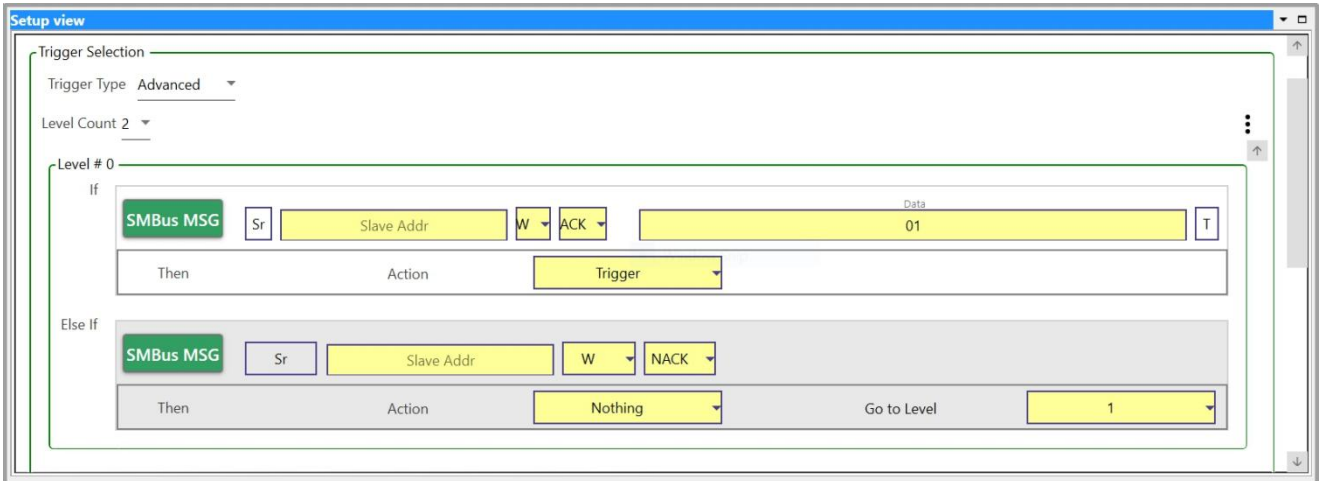 Setup view
Trigger Selection
Trigger Type Advanced
Level Count 2
Level # 0
If
SMBus MSG Sr Slave Addr W ACK Data 01 T
Then Action Trigger
Else If
SMBus MSG Sr Slave Addr W NACK
Then Action Nothing Go to Level 1